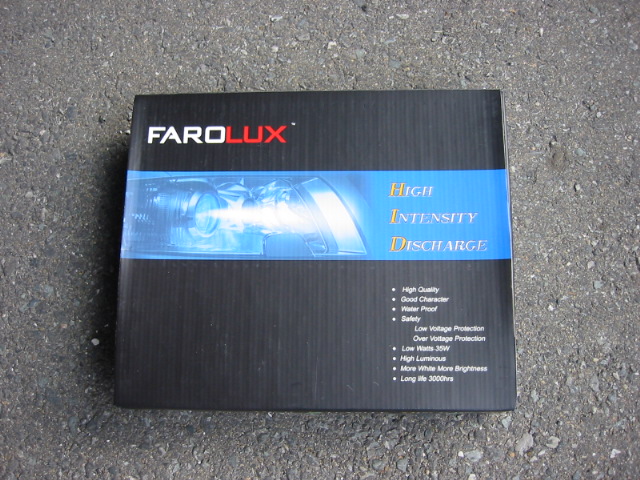 FAROLUX™
High
Intensity
Discharge
• High Quality
• Good Character
• Water Proof
• Safety
Low Voltage Protection
Over Voltage Protection
• Low Watts 35W
• High Luminous
• More White More Brightness
• Long life 3000hrs